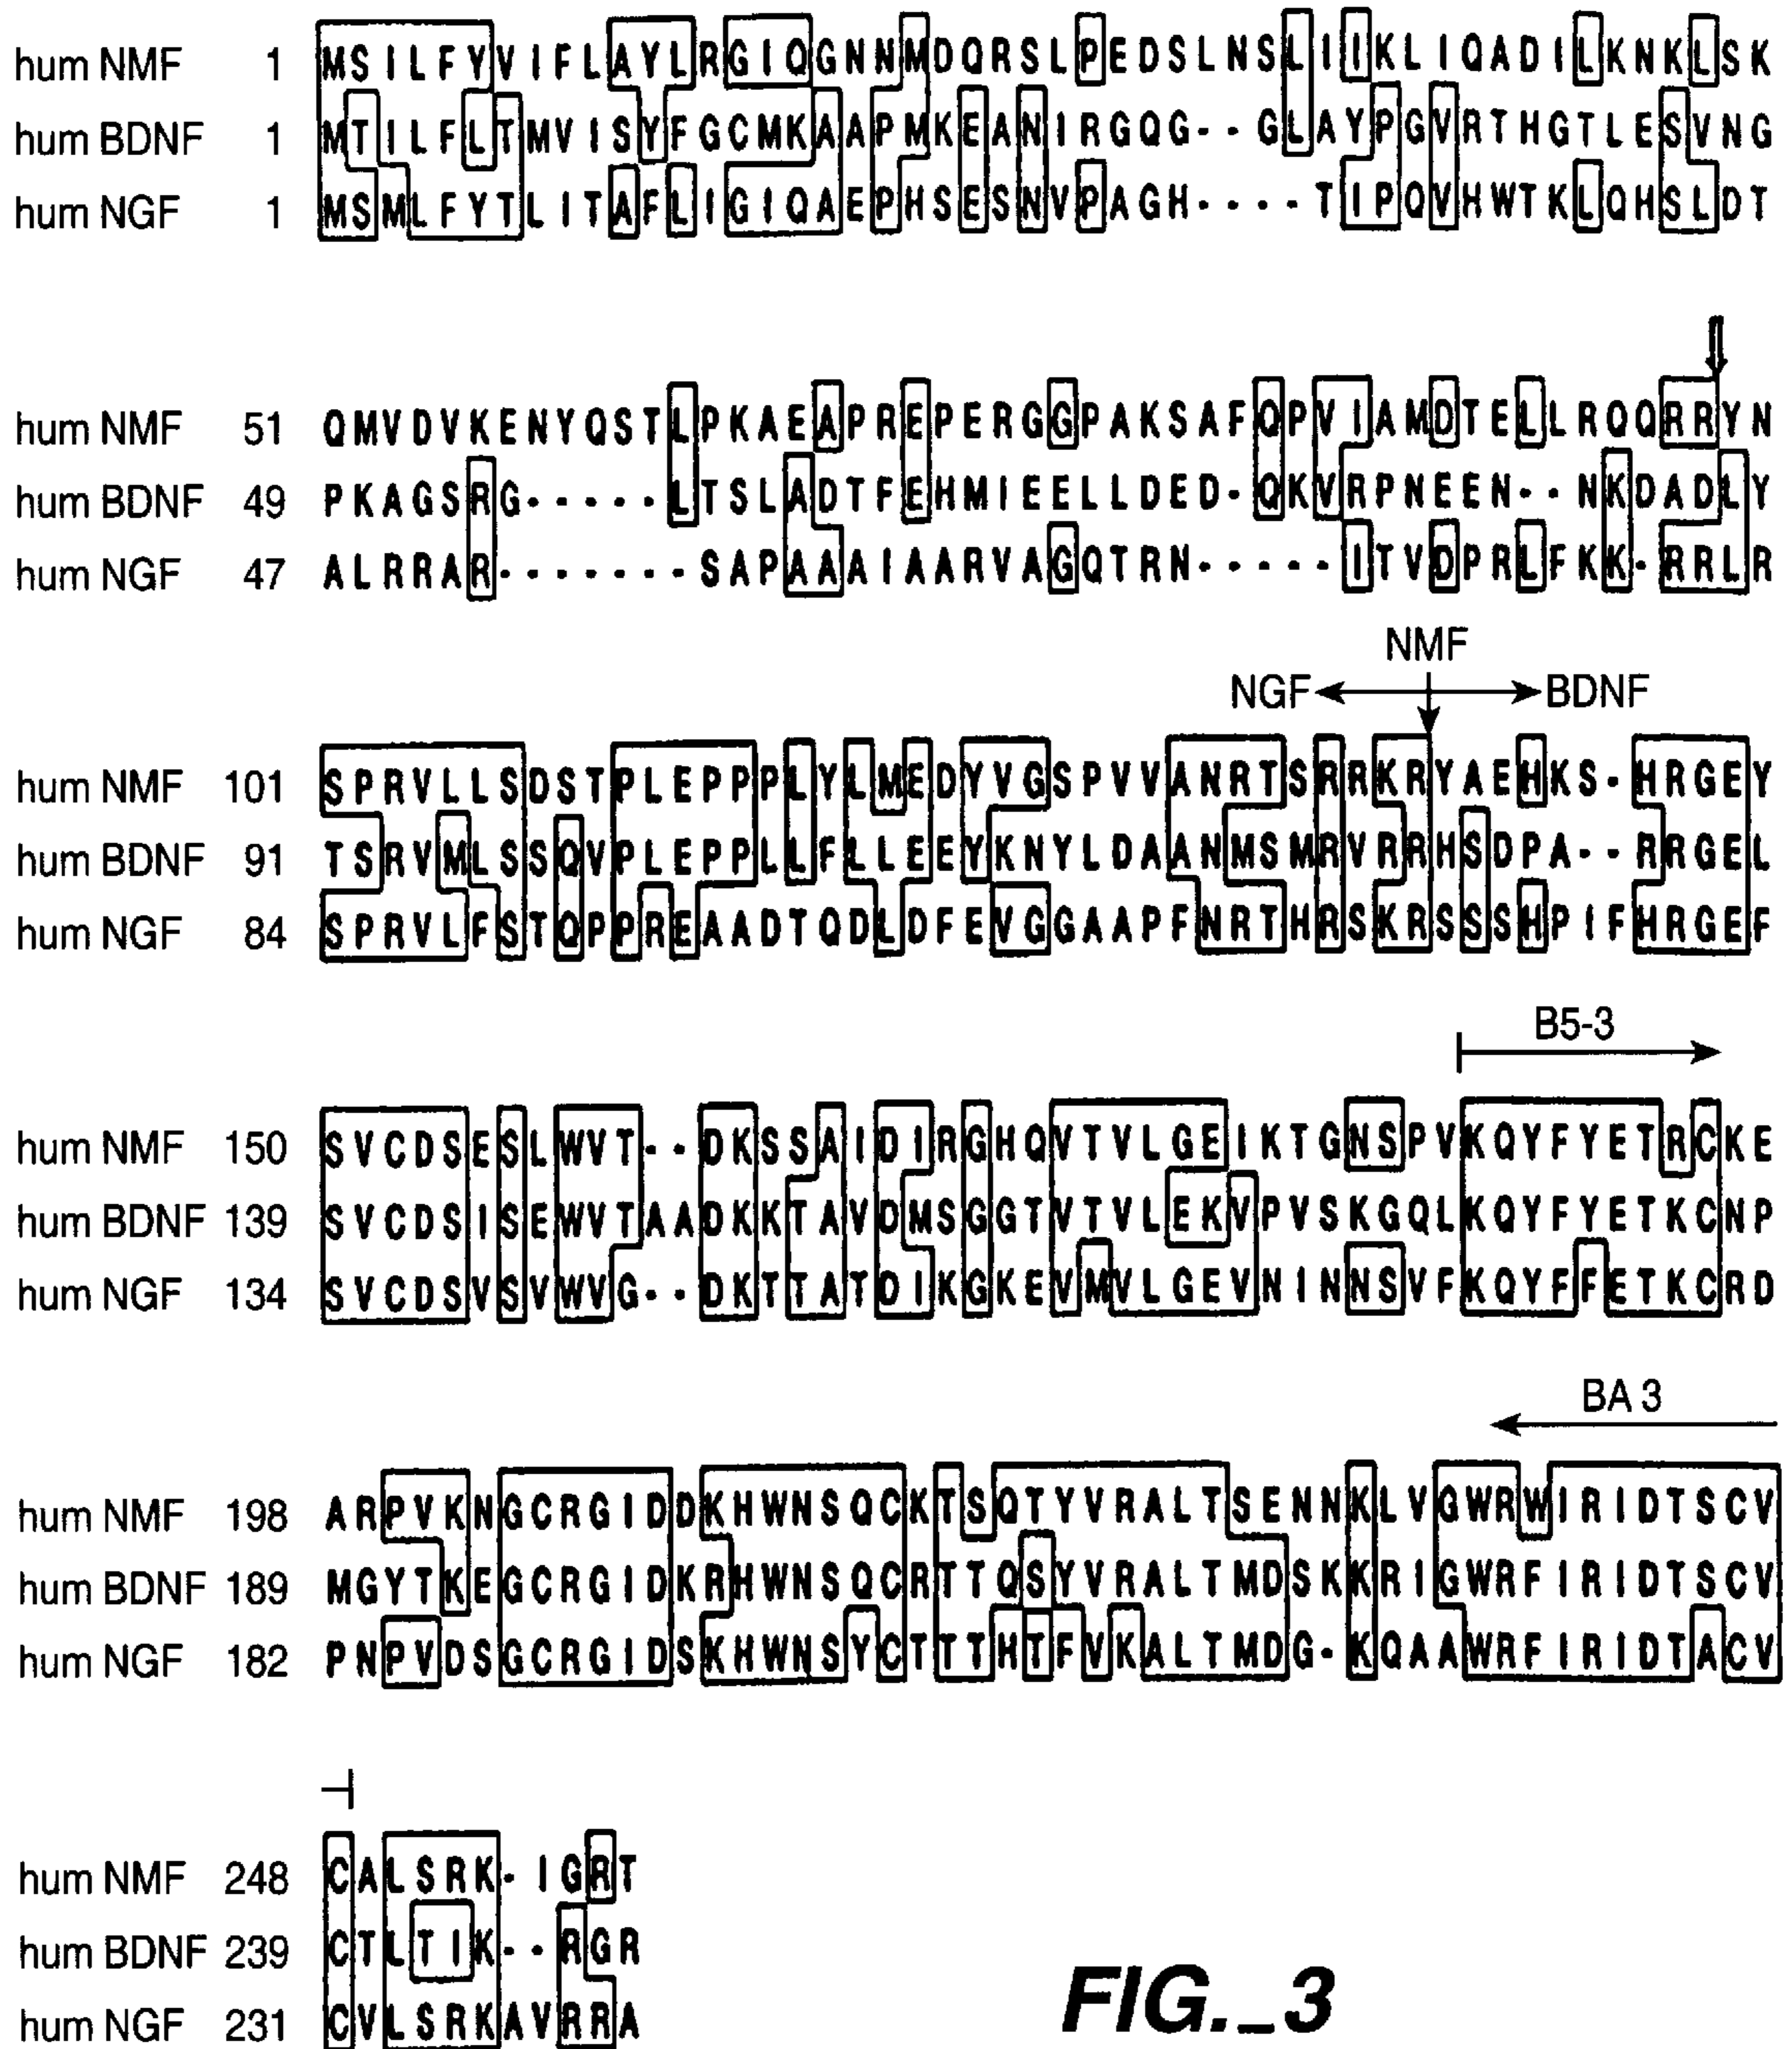 hum NMF 1 MSILFYVIFLAYLRGIQGNNMDQRSLPEDSLNSLIIKLIQADILKNKLSK
hum BDNF 1 MTILFLTMVISYFGCMKAAPMKEANIRGQG--GLAYPGVRTHGTLESVNG
hum NGF 1 MSMLFYTLITAFLIGIQAEPHSESNVPAGH----TIPQVHWTKLQHSLDT
hum NMF 51 QMVDVKENYQSTLPKAEAPREPERGGPAKSAFQPVIAMDTELLRQQRRYN
hum BDNF 49 PKAGSRG-----LTSLADTFEHMIEELLDED-QKVRPNEEN--NKDADLY
hum NGF 47 ALRRAR-------SAPAAAIAARVAGQTRN-----ITVDPRLFKK-RRLR
NMF
NGF BDNF
hum NMF 101 SPRVLLSDSTPLEPPPLYLMEDYVGSPVVANRTSRRKRYAEHKS-HRGEY
hum BDNF 91 TSRVMLSSQVPLEPPLLFLLEEYKNYLDAANMSMRVRRHSDPA--RRGEL
hum NGF 84 SPRVLFSTQPPREAADTQDLDFEVGGAAPFNRTHRSKRSSSHPIFHRGEF
B5-3
hum NMF 150 SVCDSESLWVT--DKSSAIDIRGHQVTVLGEIKTGNSPVKQYFYETRCKE
hum BDNF 139 SVCDSISEWVTAADKKTAVDMSGGTVTVLEKVPVSKGQLKQYFYETKCNP
hum NGF 134 SVCDSVSVWVG--DKTTATDIKGKEVMVLGEVNINNSVFKQYFFETKCRD
BA 3
hum NMF 198 ARPVKNGCRGIDDKHWNSQCKTSQTYVRALTSENNKLVGWRWIRIDTSCV
hum BDNF 189 MGYTKEGCRGIDKRHWNSQCRTTQSYVRALTMDSKKRIGWRFIRIDTSCV
hum NGF 182 PNPVDSGCRGIDSKHWNSYCTTTHTFVKALTMDG-KQAAWRFIRIDTACV
hum NMF 248 CALSRK-IGRT
hum BDNF 239 CTLTIK--RGR
hum NGF 231 CVLSRKAVRRA
FIG._3